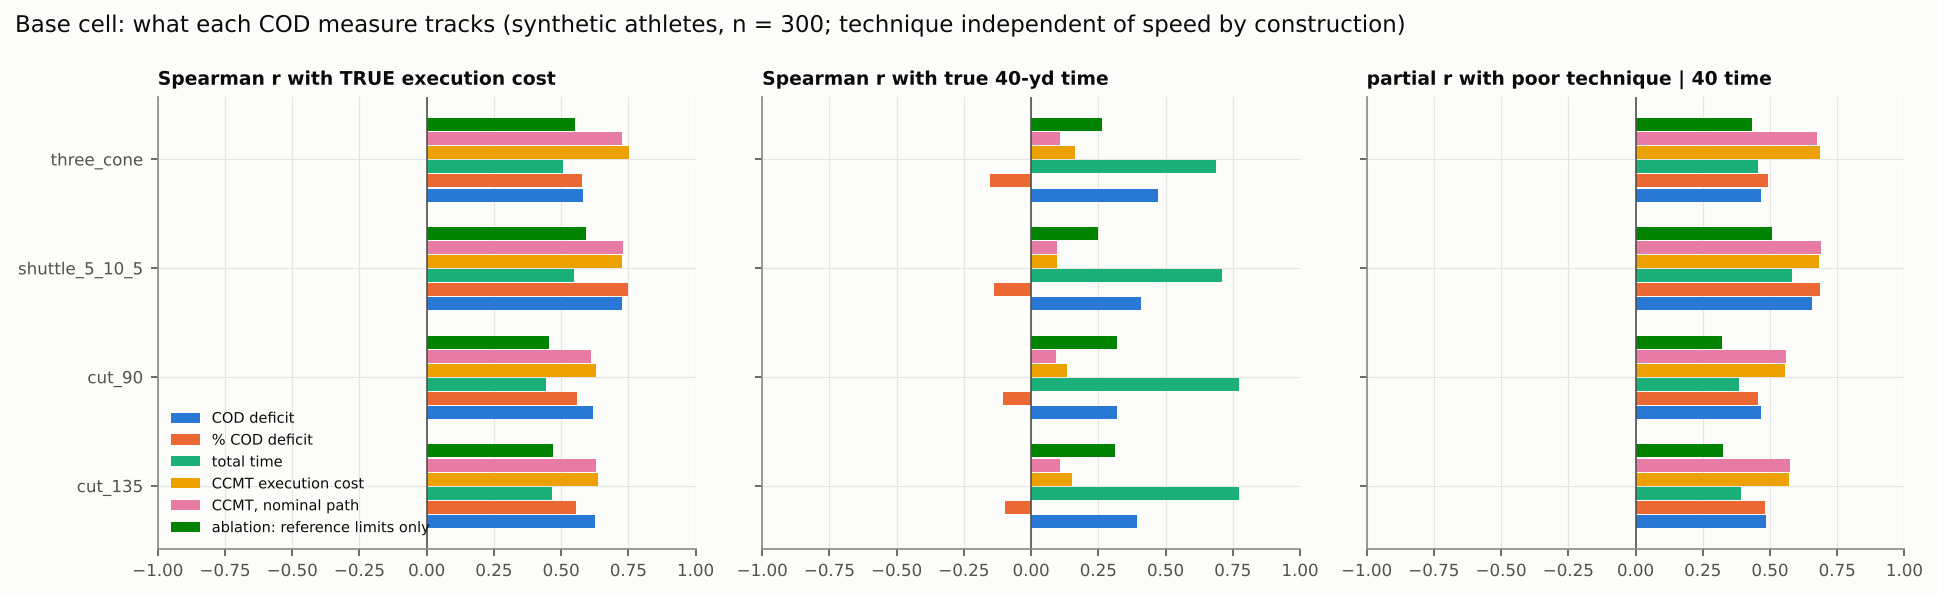 Base cell: what each COD measure tracks (synthetic athletes, n = 300; technique independent of speed by construction)
Spearman r with TRUE execution cost
Spearman r with true 40-yd time
partial r with poor technique | 40 time
three_cone
shuttle_5_10_5
cut_90
cut_135
COD deficit
% COD deficit
total time
CCMT execution cost
CCMT, nominal path
ablation: reference limits only
−1.00 −0.75 −0.50 −0.25 0.00 0.25 0.50 0.75 1.00
−1.00 −0.75 −0.50 −0.25 0.00 0.25 0.50 0.75 1.00
−1.00 −0.75 −0.50 −0.25 0.00 0.25 0.50 0.75 1.00